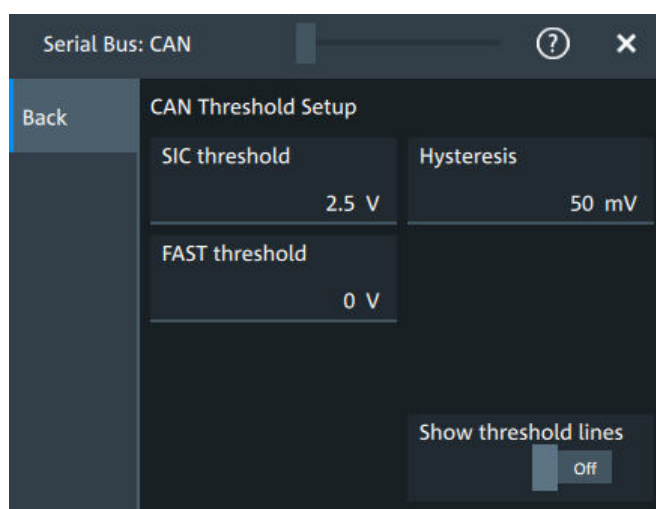 Serial Bus: CAN
?
×
Back
CAN Threshold Setup
SIC threshold
2.5 V
Hysteresis
50 mV
FAST threshold
0 V
Show threshold lines
Off